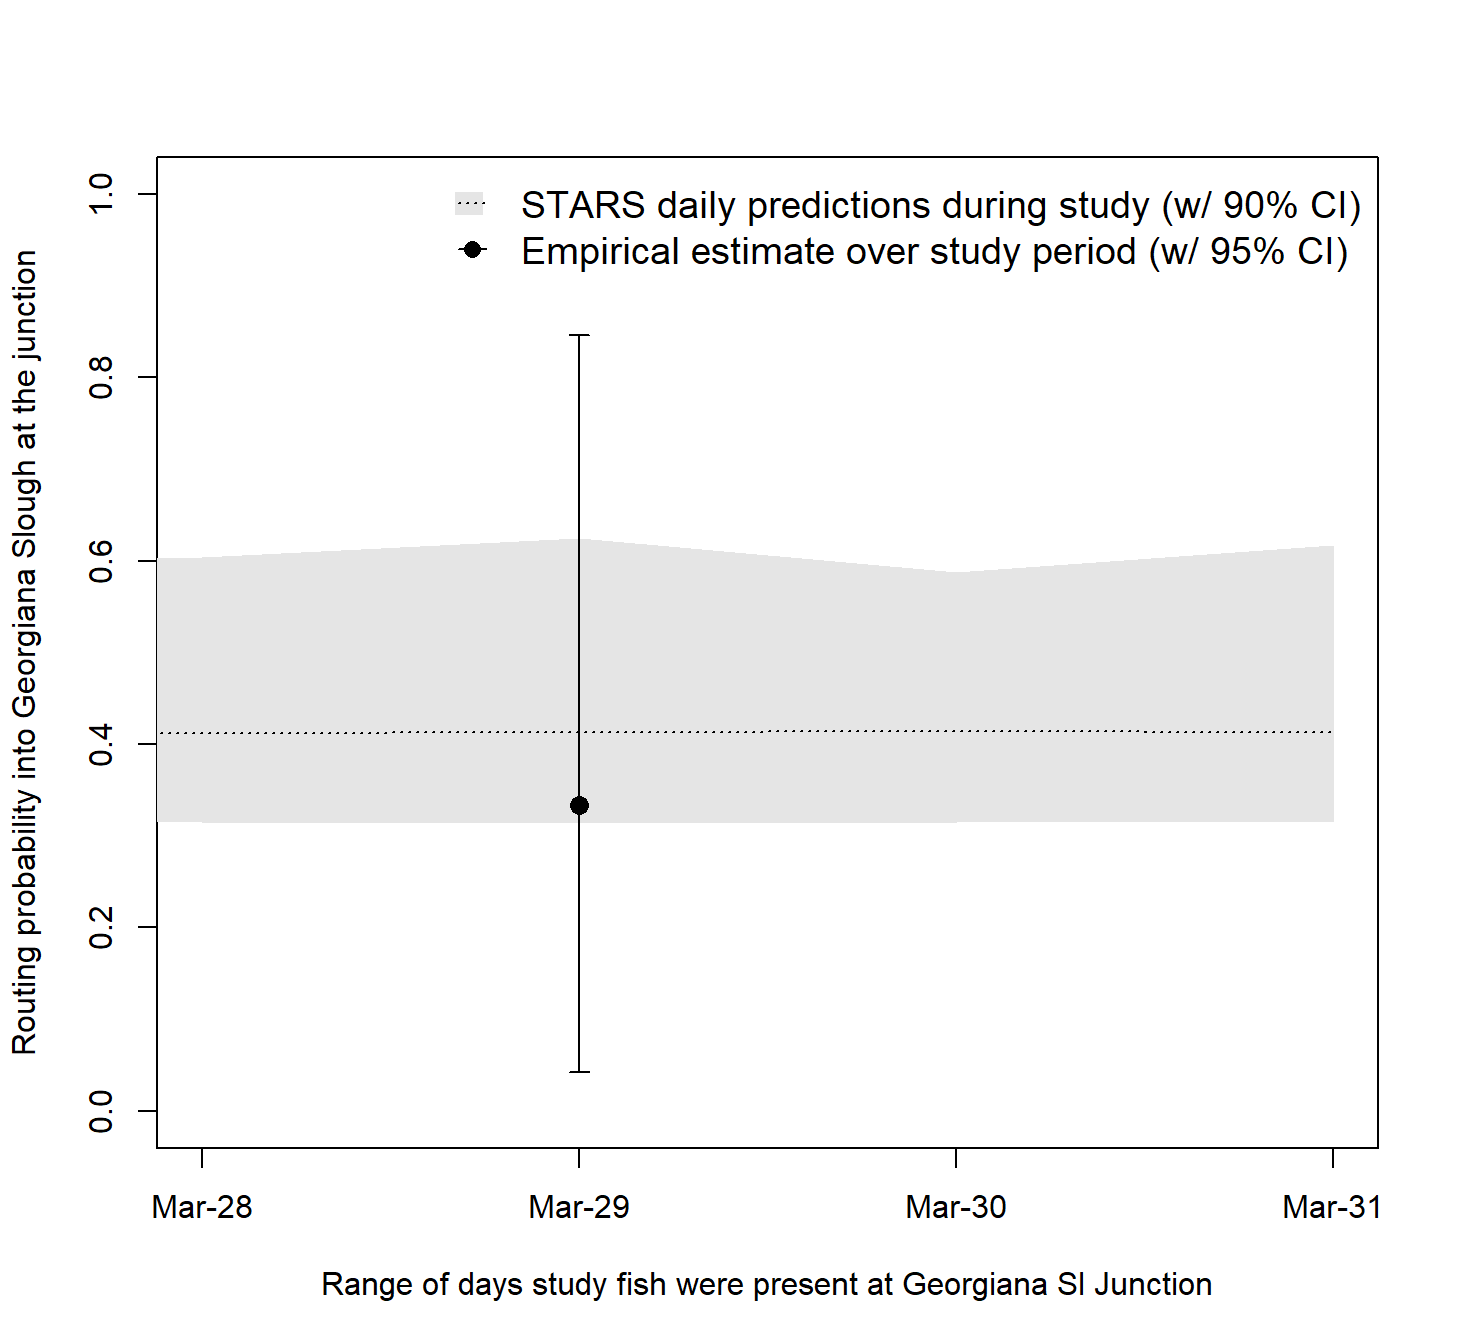 STARS daily predictions during study (w/ 90% CI)
Empirical estimate over study period (w/ 95% CI)
Routing probability into Georgiana Slough at the junction
1.0
0.8
0.6
0.4
0.2
0.0
Mar-28
Mar-29
Mar-30
Mar-31
Range of days study fish were present at Georgiana Sl Junction